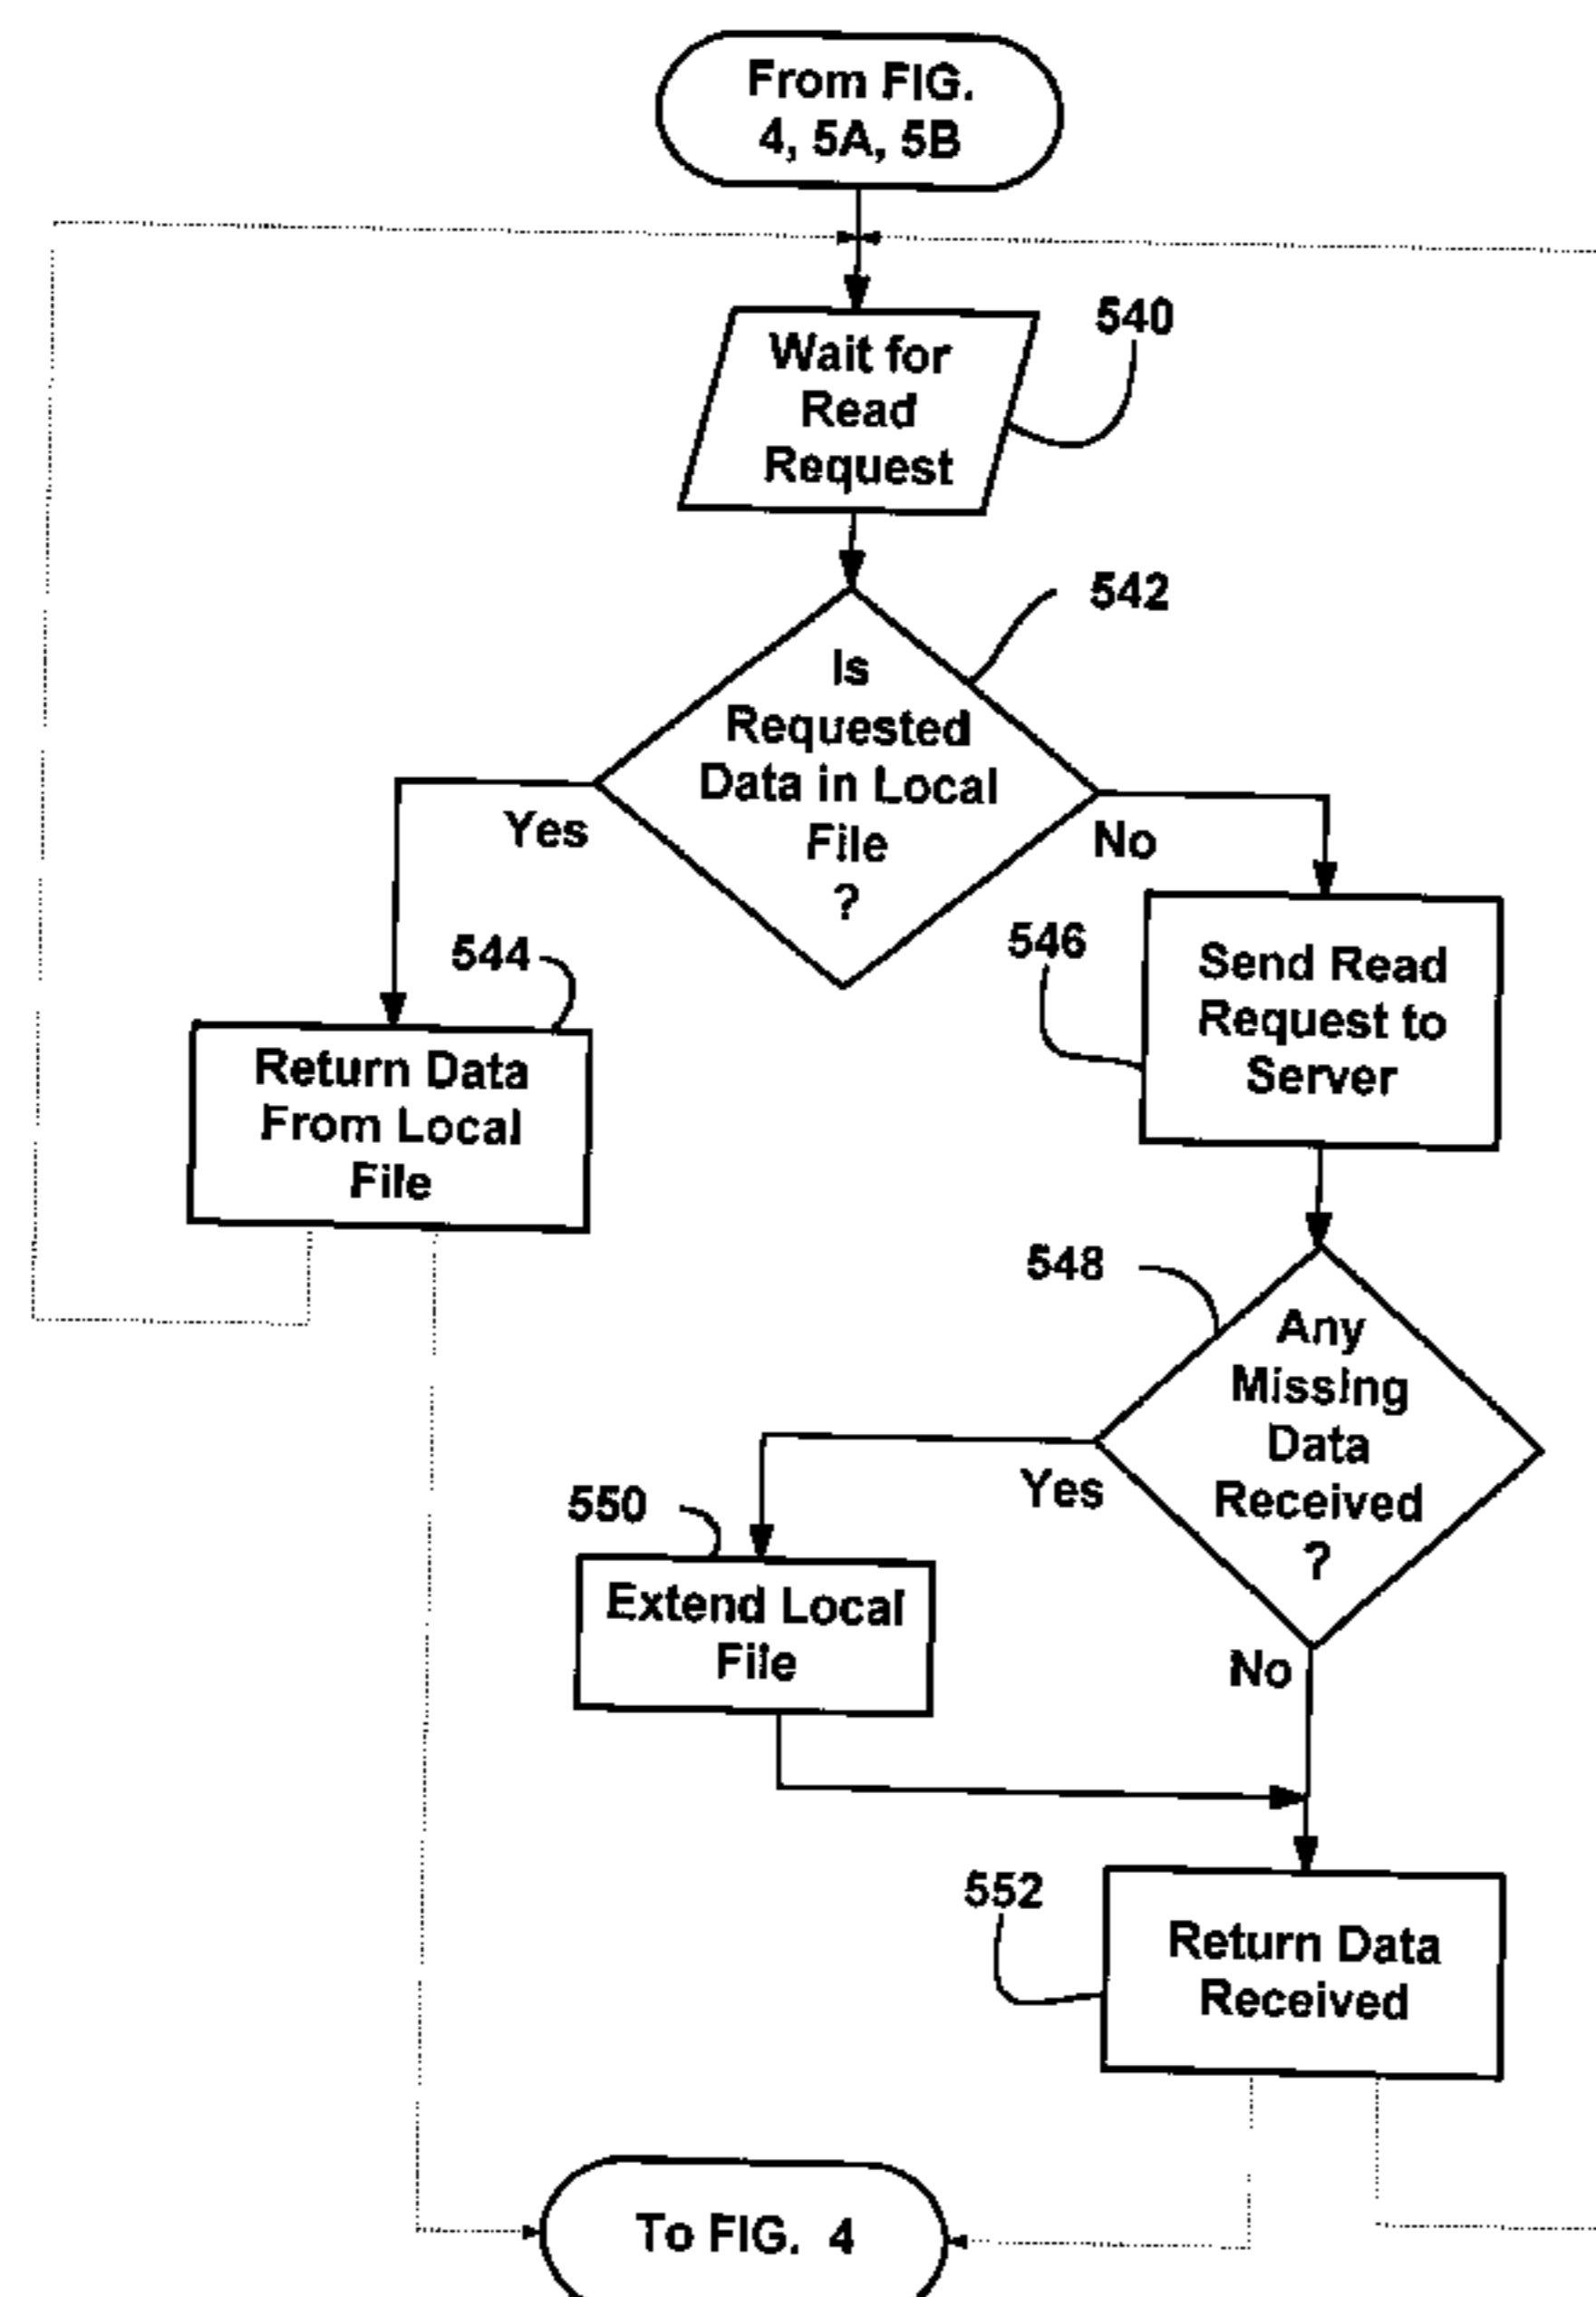 From FIG.
4, 5A, 5B
540
Wait for
Read
Request
542
Is
Requested
Data in Local
File
?
Yes
No
544
Return Data
From Local
File
546
Send Read
Request to
Server
548
Any
Missing
Data
Received
?
Yes
No
550
Extend Local
File
552
Return Data
Received
To FIG. 4